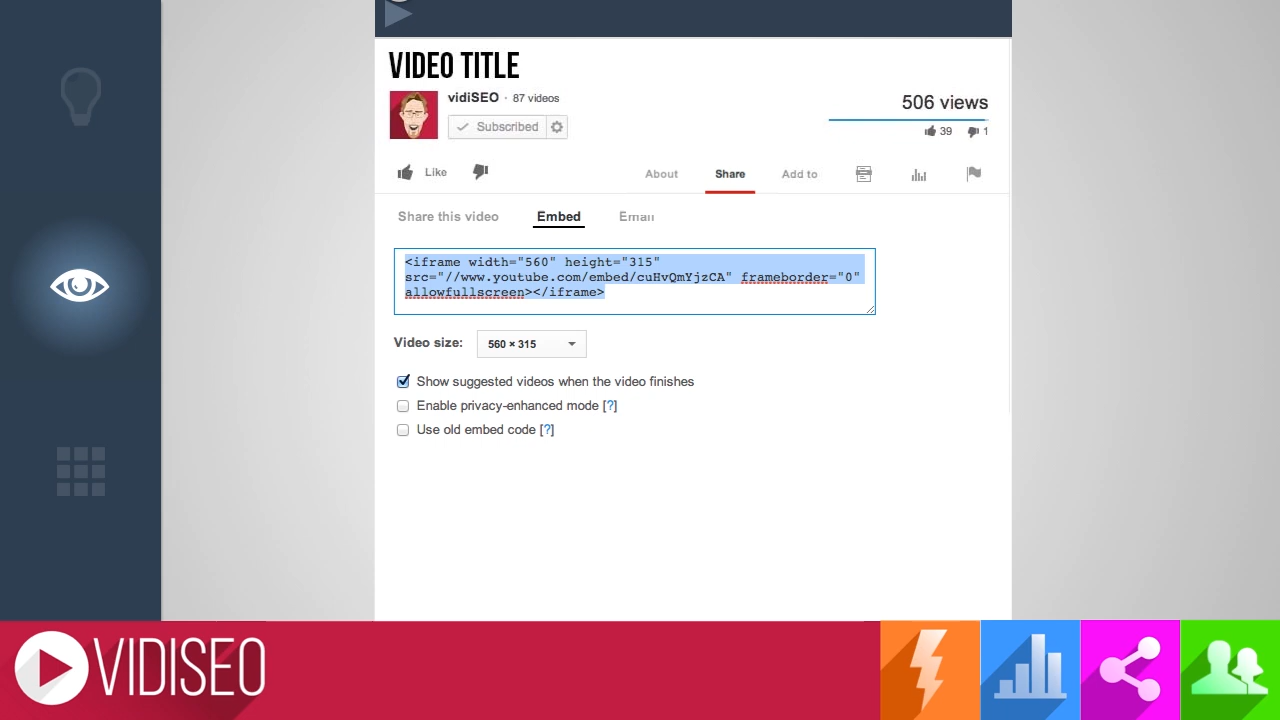 VIDEO TITLE
vidiSEO · 87 videos
506 views
Subscribed
39 1
Like
About Share Add to
Share this video Embed Email
<iframe width="560" height="315"
src="//www.youtube.com/embed/cuHvQmYjzCA" frameborder="0"
allowfullscreen></iframe>
Video size: 560 × 315
Show suggested videos when the video finishes
Enable privacy-enhanced mode [?]
Use old embed code [?]
VIDISEO